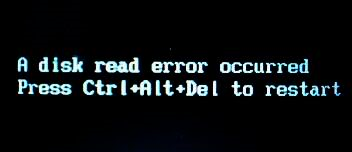 A disk read error occurred
Press Ctrl+Alt+Del to restart